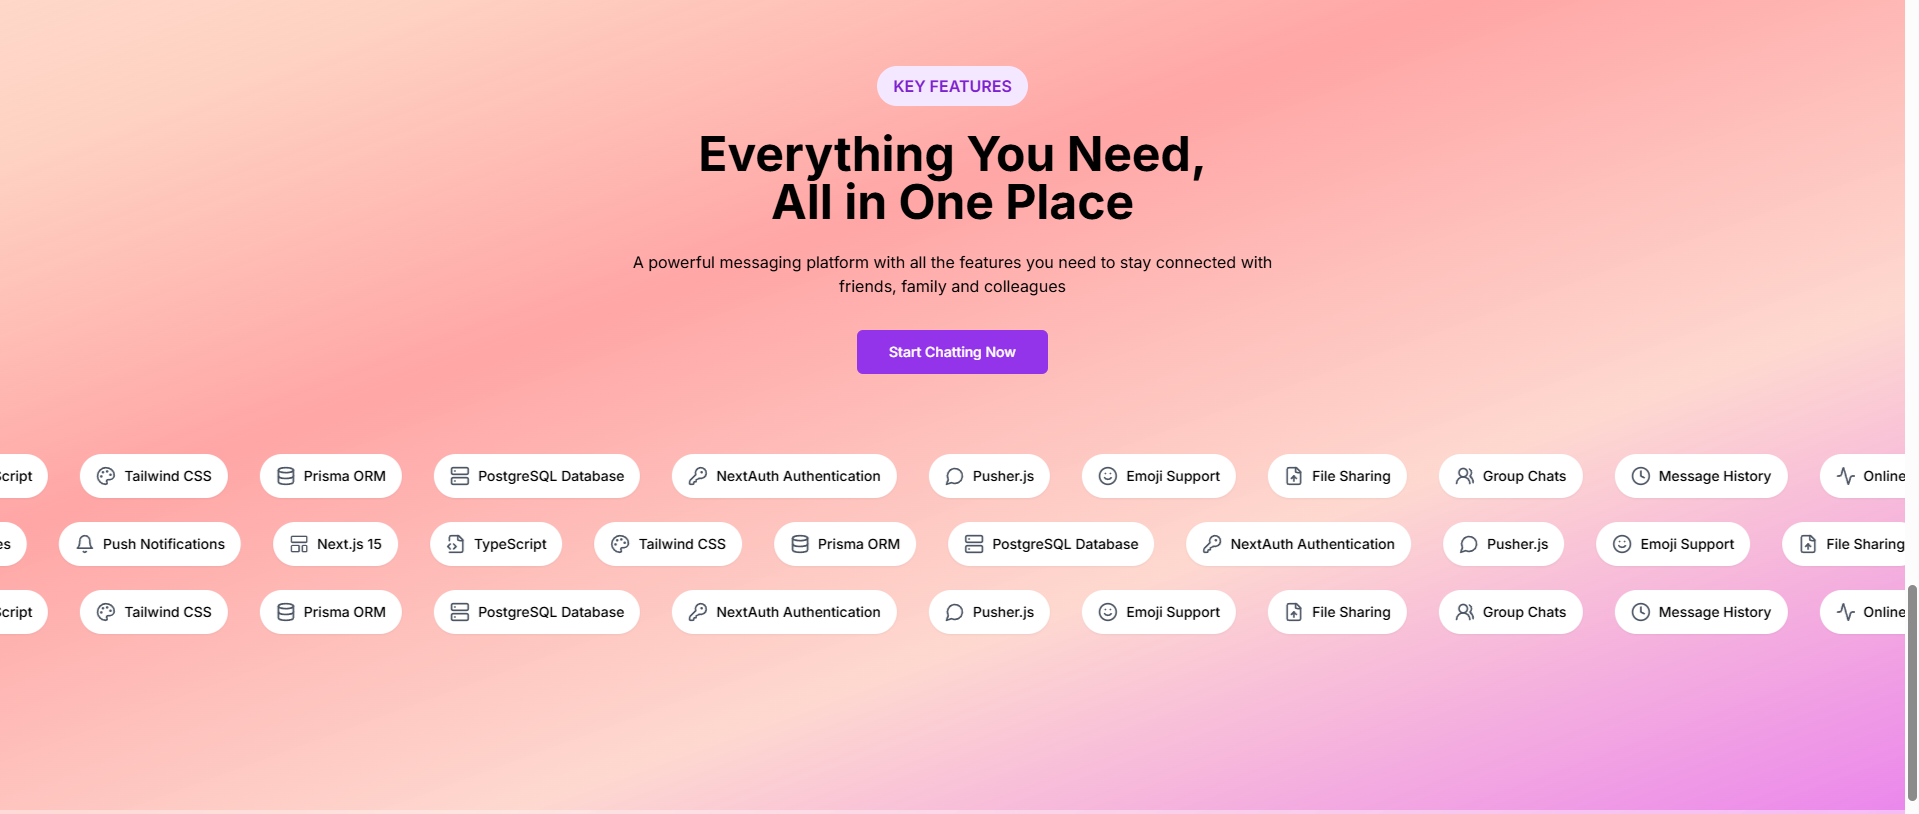 KEY FEATURES
Everything You Need,
All in One Place
A powerful messaging platform with all the features you need to stay connected with
friends, family and colleagues
Start Chatting Now
Script Tailwind CSS Prisma ORM PostgreSQL Database NextAuth Authentication Pusher.js Emoji Support File Sharing Group Chats Message History Online
es Push Notifications Next.js 15 TypeScript Tailwind CSS Prisma ORM PostgreSQL Database NextAuth Authentication Pusher.js Emoji Support File Sharing
Script Tailwind CSS Prisma ORM PostgreSQL Database NextAuth Authentication Pusher.js Emoji Support File Sharing Group Chats Message History Online